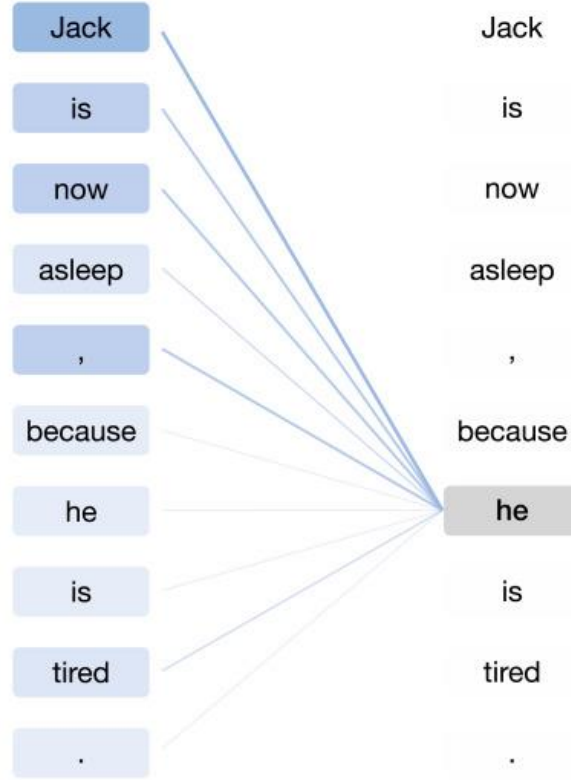 Jack Jack
is is
now now
asleep asleep
, ,
because because
he he
is is
tired tired
. .